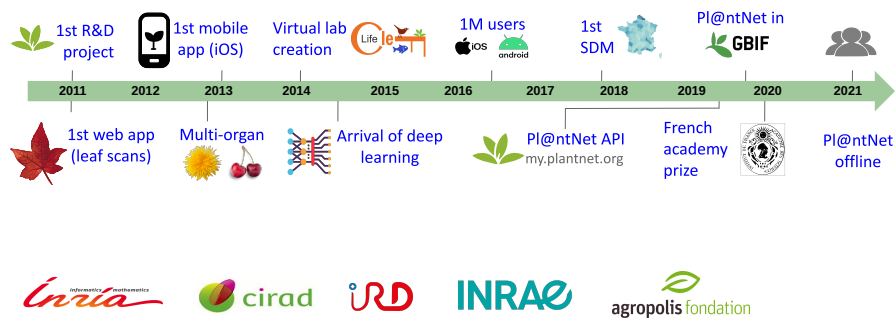 1st R&D
project
1st mobile
app (iOS)
Virtual lab
creation
Life
cle
1M users
iOS
android
1st
SDM
Pl@ntNet in
GBIF
2011 2012 2013 2014 2015 2016 2017 2018 2019 2020 2021
1st web app
(leaf scans)
Multi-organ
Arrival of deep
learning
Pl@ntNet API
my.plantnet.org
French
academy
prize
Pl@ntNet
offline
informatics mathematics
inria
cirad
iRD
INRAE
agropolis fondation